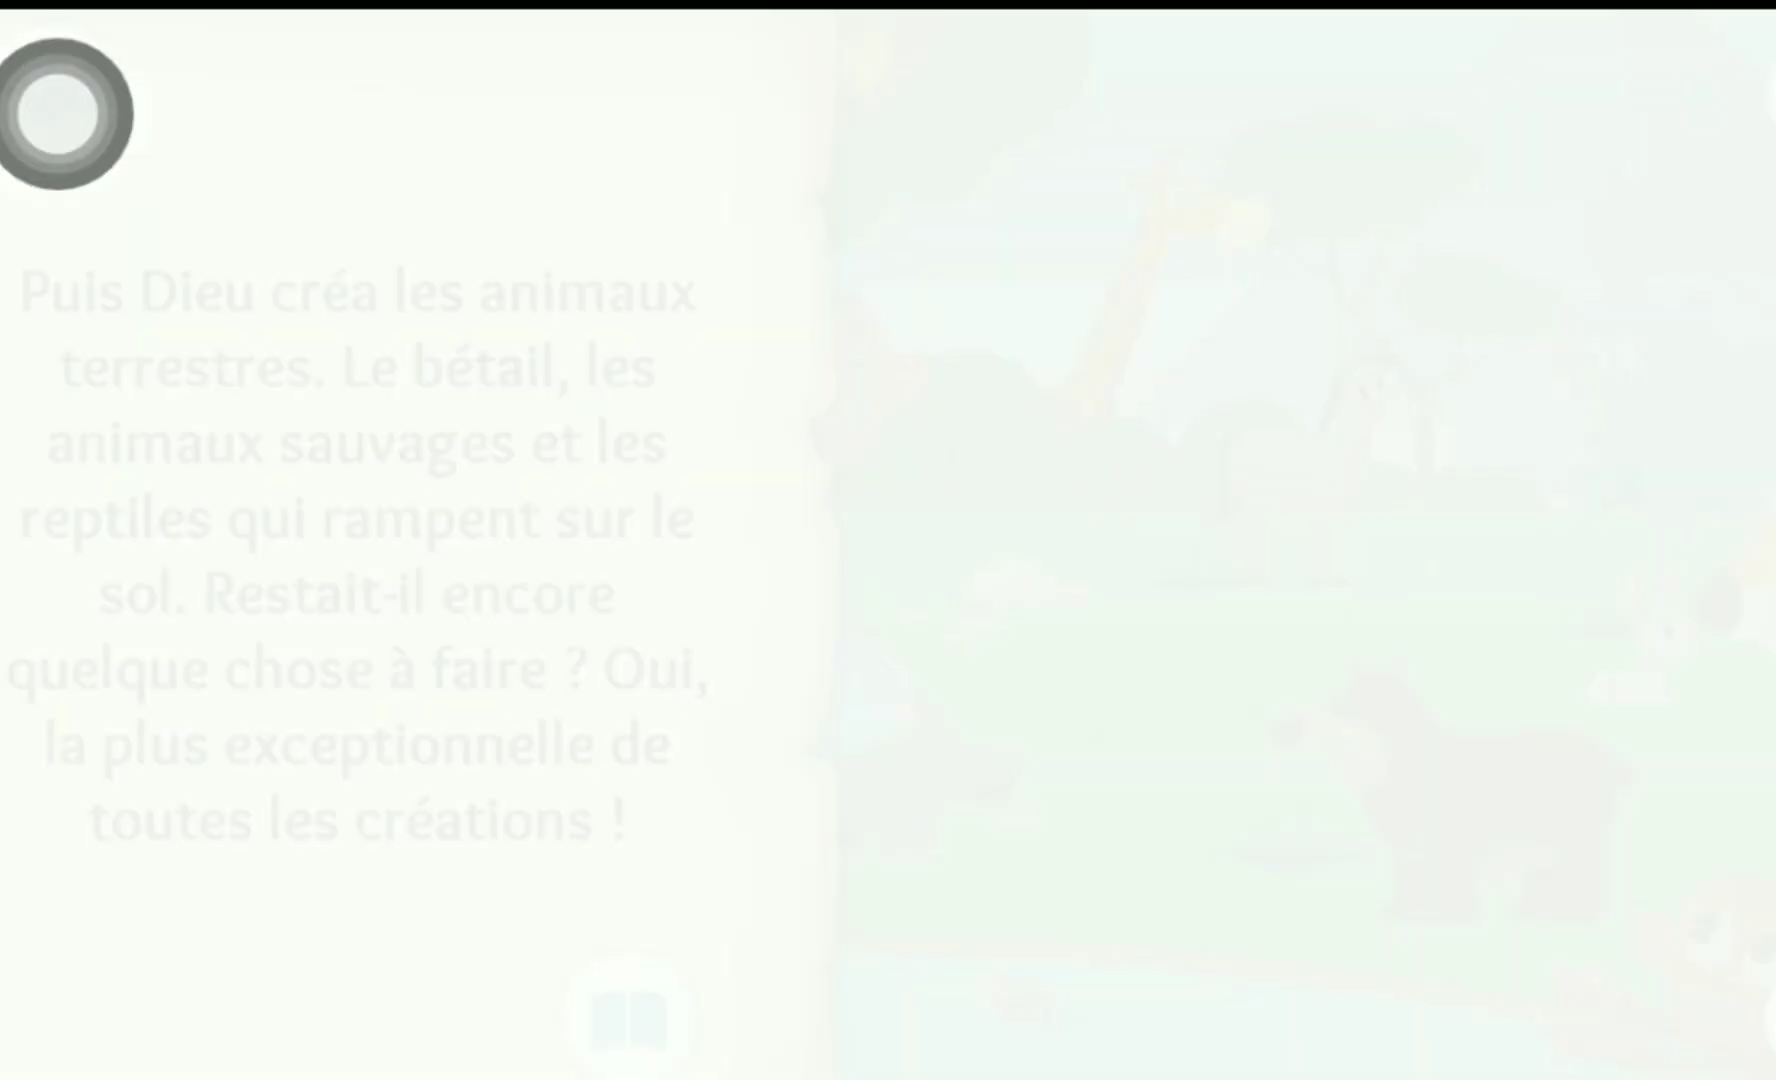 Puis Dieu créa les animaux
terrestres. Le bétail, les
animaux sauvages et les
reptiles qui rampent sur le
sol. Restait-il encore
quelque chose à faire ? Oui,
la plus exceptionnelle de
toutes les créations !